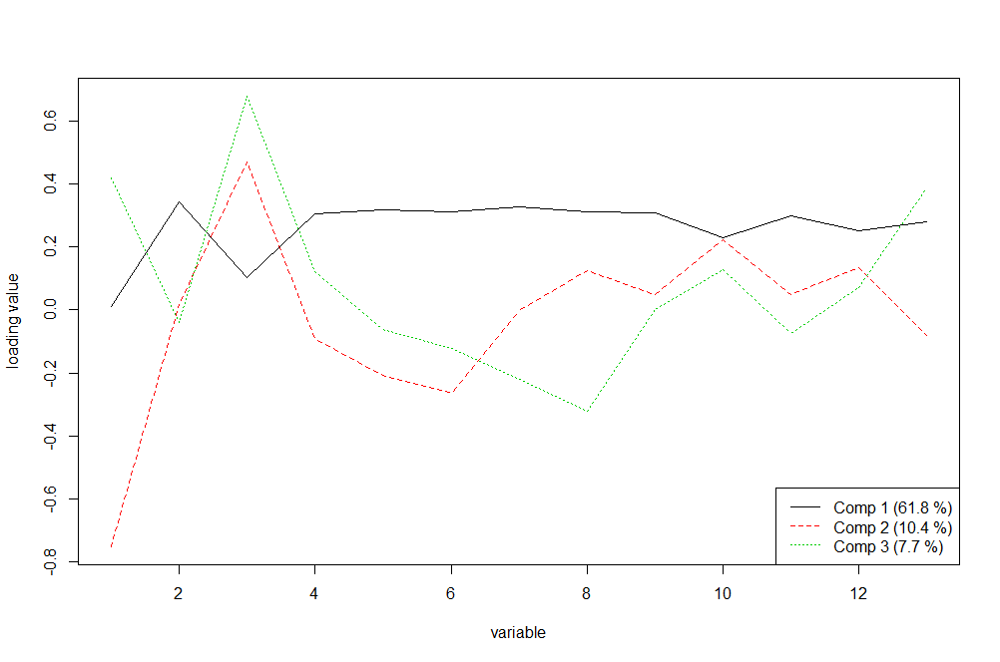 0.6
0.4
0.2
0.0
-0.2
-0.4
-0.6
-0.8
loading value
Comp 1 (61.8 %)
Comp 2 (10.4 %)
Comp 3 (7.7 %)
2 4 6 8 10 12
variable